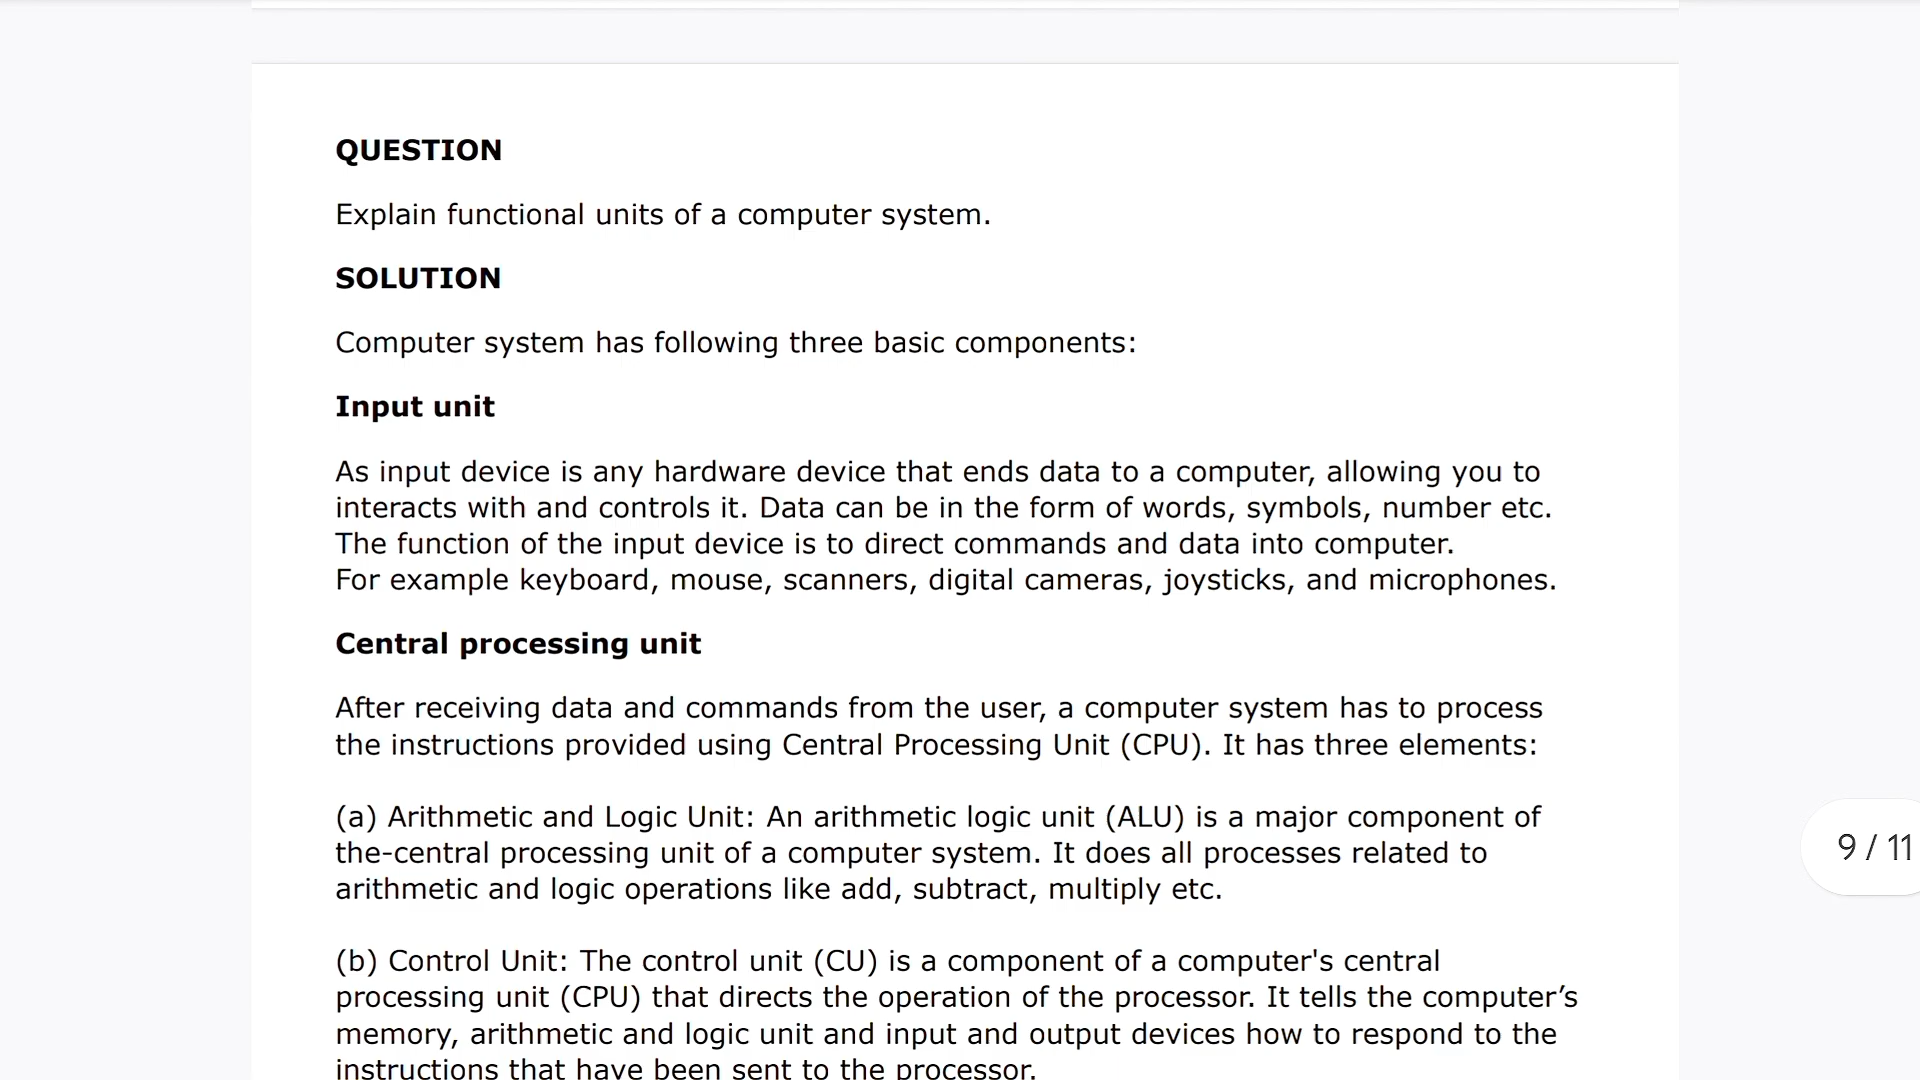 QUESTION
Explain functional units of a computer system.
SOLUTION
Computer system has following three basic components:
Input unit
As input device is any hardware device that ends data to a computer, allowing you to
interacts with and controls it. Data can be in the form of words, symbols, number etc.
The function of the input device is to direct commands and data into computer.
For example keyboard, mouse, scanners, digital cameras, joysticks, and microphones.
Central processing unit
After receiving data and commands from the user, a computer system has to process
the instructions provided using Central Processing Unit (CPU). It has three elements:
(a) Arithmetic and Logic Unit: An arithmetic logic unit (ALU) is a major component of
the-central processing unit of a computer system. It does all processes related to
arithmetic and logic operations like add, subtract, multiply etc.
9 / 11
(b) Control Unit: The control unit (CU) is a component of a computer's central
processing unit (CPU) that directs the operation of the processor. It tells the computer’s
memory, arithmetic and logic unit and input and output devices how to respond to the
instructions that have been sent to the processor.